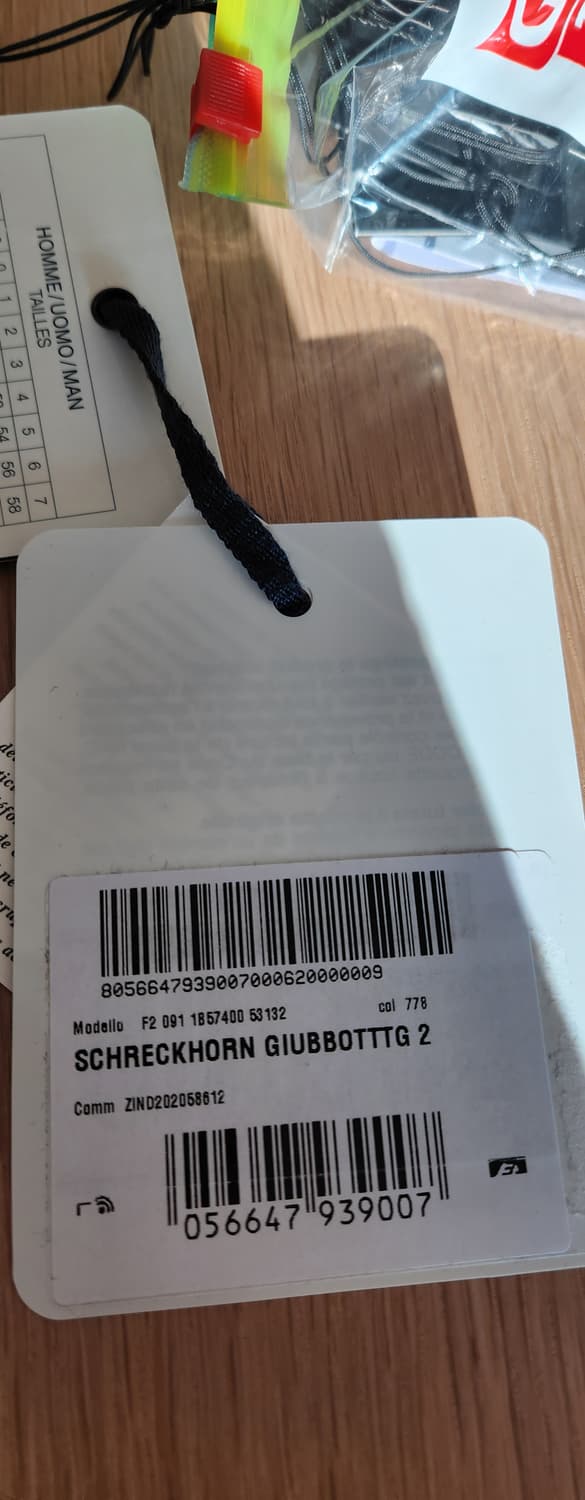 HOMME/UOMO/MAN
TAILLES
1 2 3 4 5 6 7
54 56 58
8056647939007000620000009
Modello F2 091 1857400 53132 col 778
SCHRECKHORN GIUBBOTTTG 2
Comm ZIND202058612
056647 939007